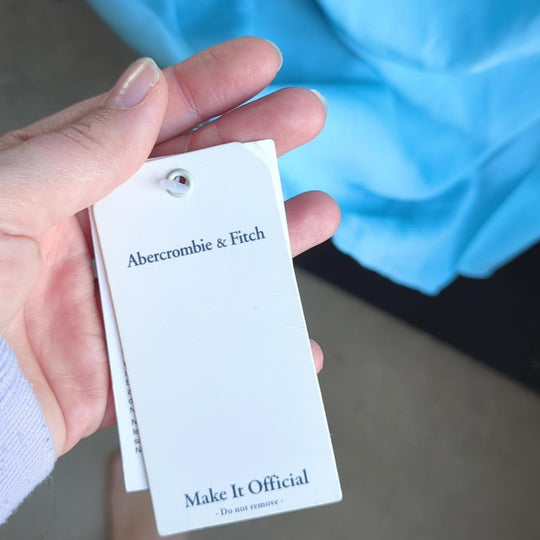 Abercrombie & Fitch
Make It Official
- Do not remove -